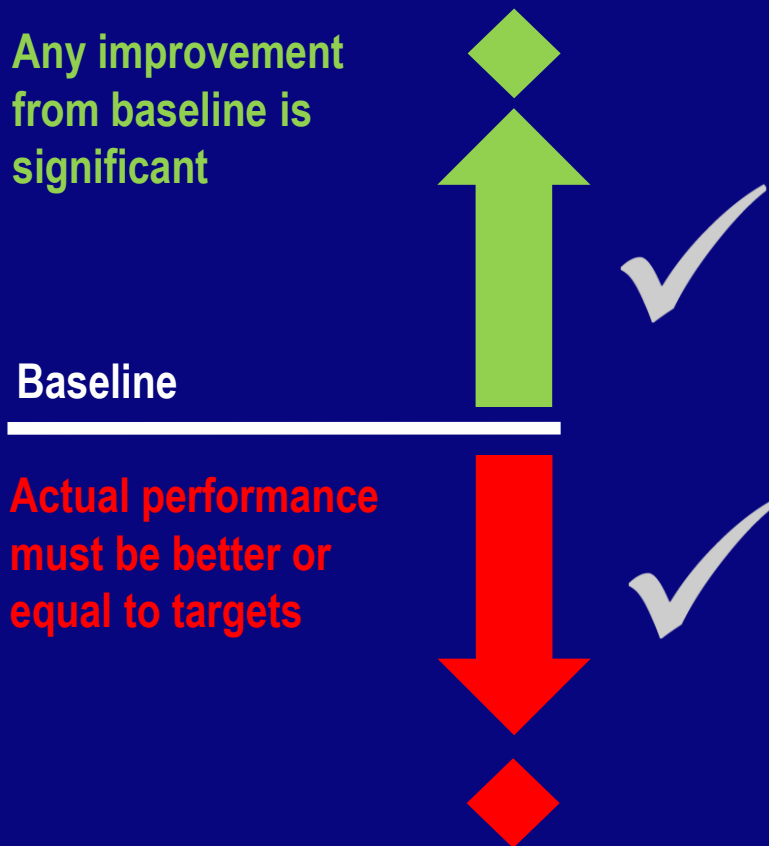 Any improvement
from baseline is
significant
Baseline
Actual performance
must be better or
equal to targets